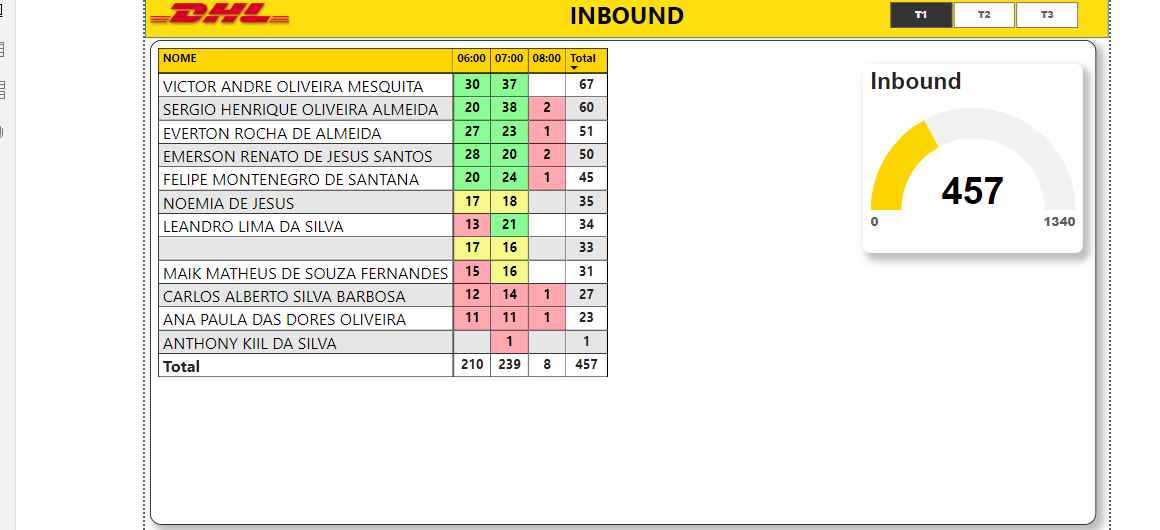 DHL
INBOUND
T1 T2 T3
NOME 06:00 07:00 08:00 Total
VICTOR ANDRE OLIVEIRA MESQUITA 30 37 67
SERGIO HENRIQUE OLIVEIRA ALMEIDA 20 38 2 60
EVERTON ROCHA DE ALMEIDA 27 23 1 51
EMERSON RENATO DE JESUS SANTOS 28 20 2 50
FELIPE MONTENEGRO DE SANTANA 20 24 1 45
NOEMIA DE JESUS 17 18 35
LEANDRO LIMA DA SILVA 13 21 34
17 16 33
MAIK MATHEUS DE SOUZA FERNANDES 15 16 31
CARLOS ALBERTO SILVA BARBOSA 12 14 1 27
ANA PAULA DAS DORES OLIVEIRA 11 11 1 23
ANTHONY KIIL DA SILVA 1 1
Total 210 239 8 457
Inbound
457
0 1340